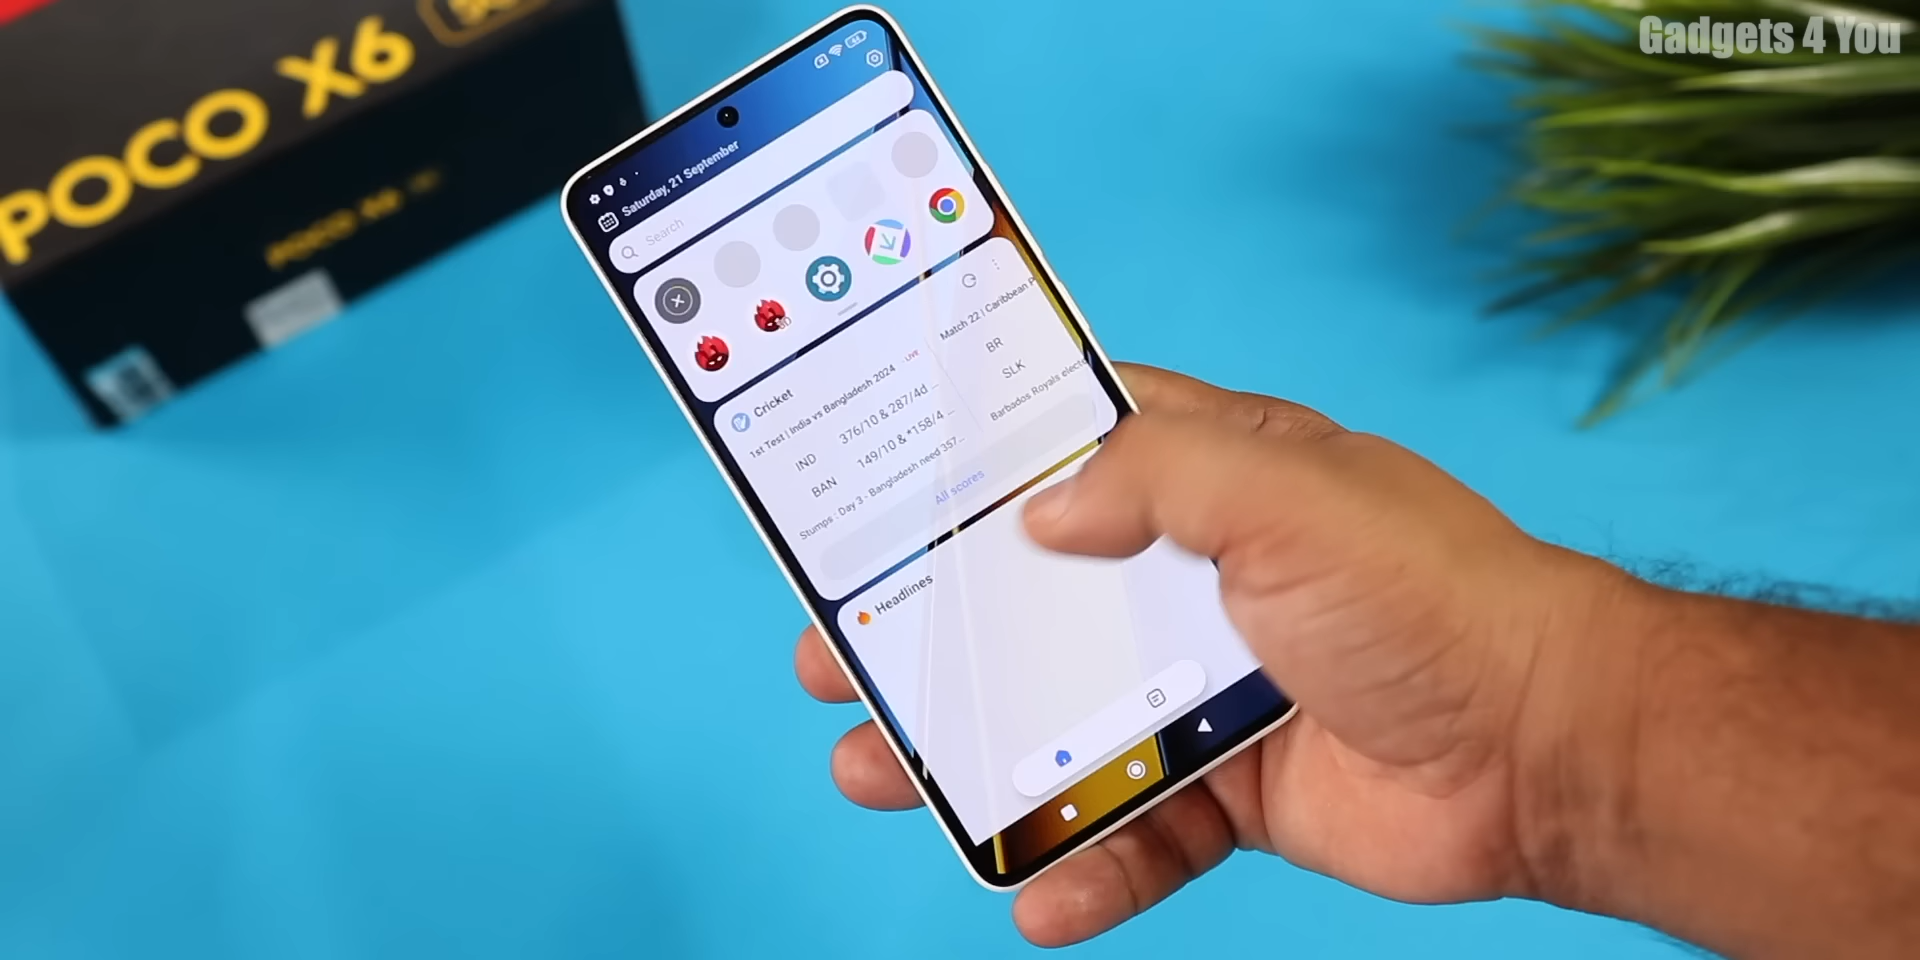 Gadgets 4 You
POCO X6
5G
Saturday, 21 September
Search
Cricket
1st Test | India vs Bangladesh 2024 · LIVE
IND 376/10 & 287/4d ...
BAN 149/10 & *158/4 ...
Stumps : Day 3 - Bangladesh need 357...
Match 22 | Caribbean P
BR
SLK
Barbados Royals elect
All scores
Headlines